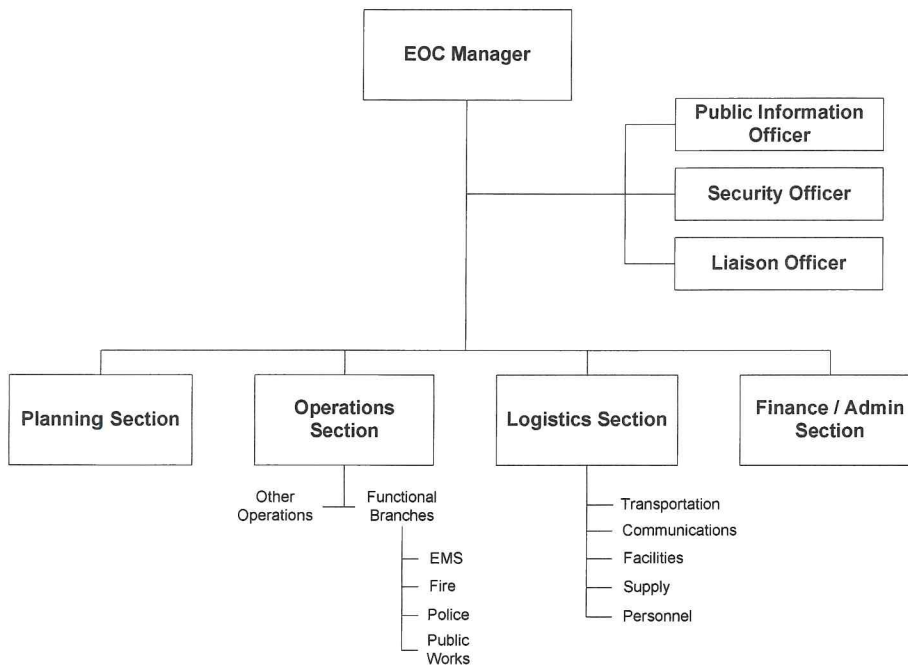 EOC Manager
Public Information
Officer
Security Officer
Liaison Officer
Planning Section
Operations
Section
Logistics Section
Finance / Admin
Section
Other
Operations
Functional
Branches
EMS
Fire
Police
Public
Works
Transportation
Communications
Facilities
Supply
Personnel